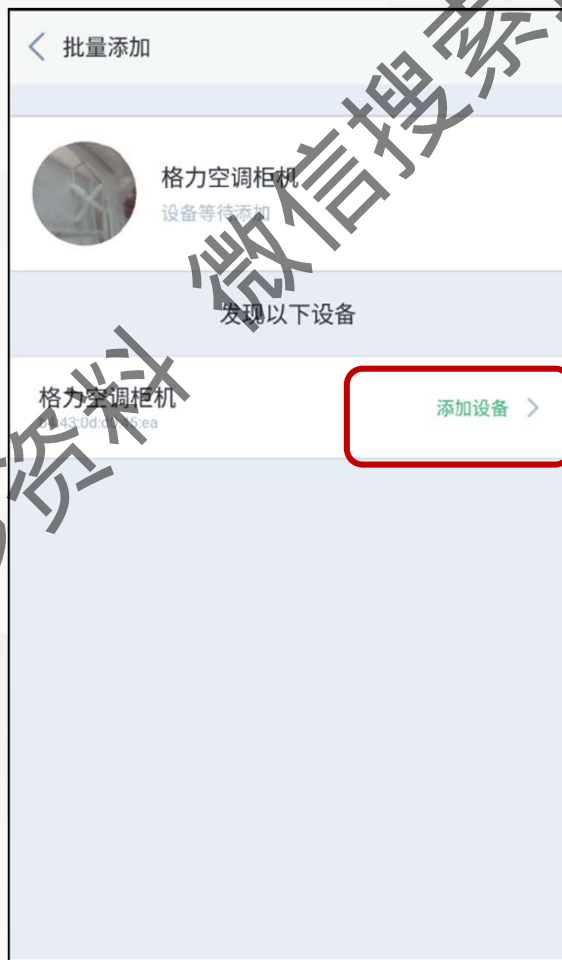 批量添加
格力空调柜机
设备等待添加
发现以下设备
格力空调柜机
添加设备
资料 微信搜索